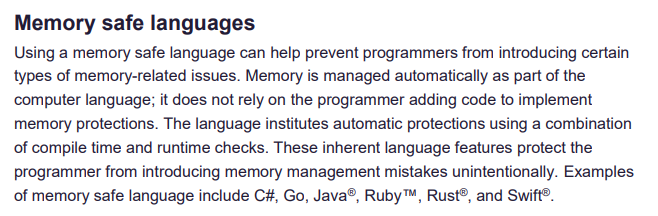 Memory safe languages
Using a memory safe language can help prevent programmers from introducing certain
types of memory-related issues. Memory is managed automatically as part of the
computer language; it does not rely on the programmer adding code to implement
memory protections. The language institutes automatic protections using a combination
of compile time and runtime checks. These inherent language features protect the
programmer from introducing memory management mistakes unintentionally. Examples
of memory safe language include C#, Go, Java®, Ruby™, Rust®, and Swift®.